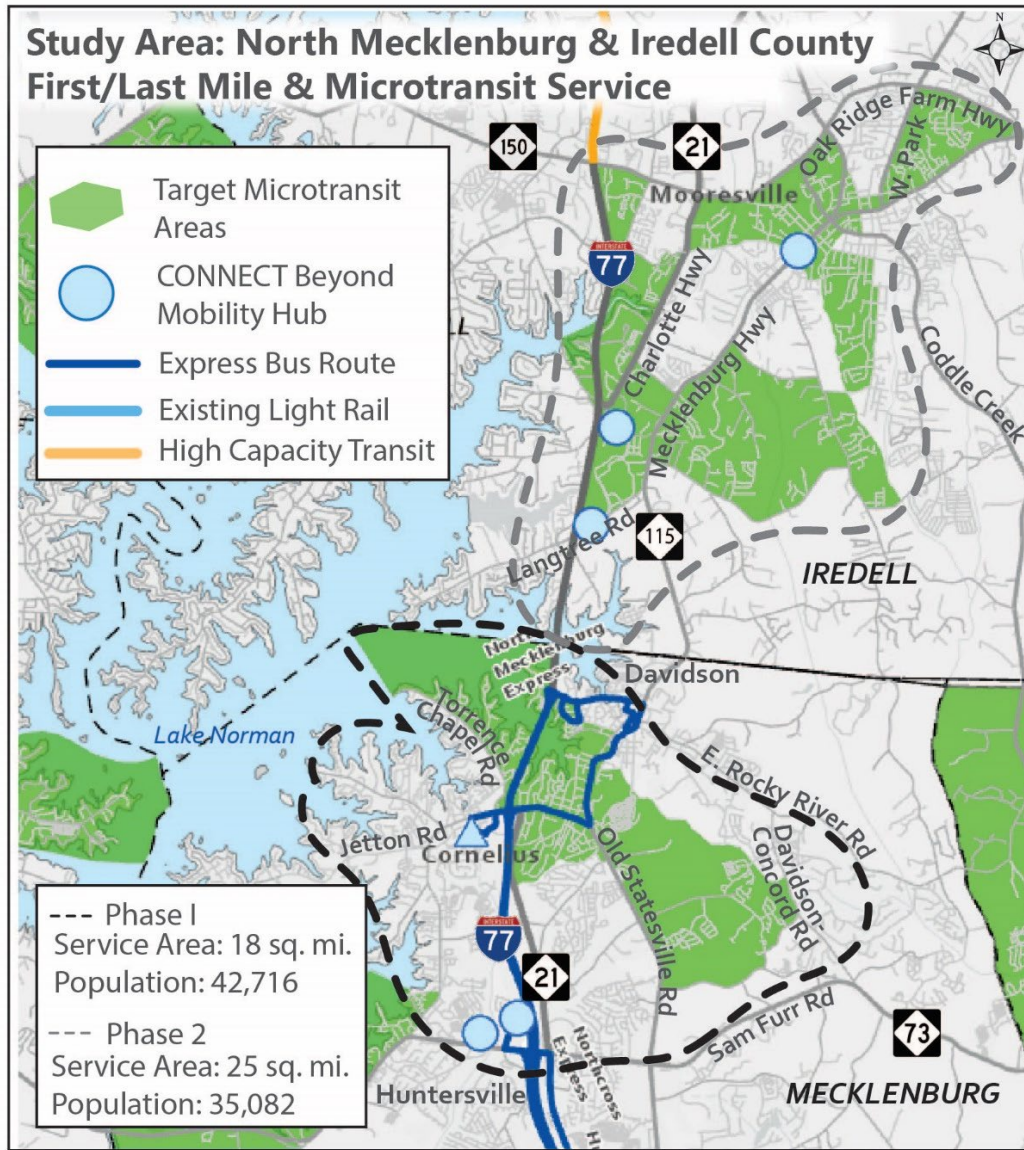 Study Area: North Mecklenburg & Iredell County
First/Last Mile & Microtransit Service
N
Target Microtransit
Areas
CONNECT Beyond
Mobility Hub
Express Bus Route
Existing Light Rail
High Capacity Transit
150
21
Oak Ridge Farm Hwy
W. Park
Mooresville
INTERSTATE
77
Charlotte Hwy
Mecklenburg Hwy
Coddle Creek
Langtree Rd
115
IREDELL
North
Mecklenburg
Express
Davidson
Torrence
Chapel Rd
Lake Norman
E. Rocky River Rd
Davidson-
Concord Rd
Jetton Rd
Cornelius
Old Statesville Rd
INTERSTATE
77
21
Sam Furr Rd
73
Northcross
Express
Huntersville
MECKLENBURG
Phase I
Service Area: 18 sq. mi.
Population: 42,716
Phase 2
Service Area: 25 sq. mi.
Population: 35,082